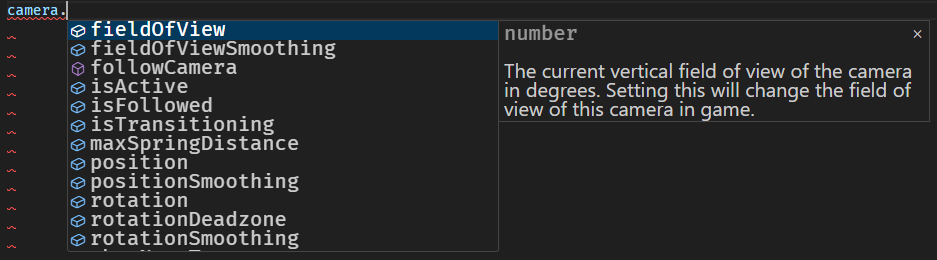 camera.
fieldOfView
fieldOfViewSmoothing
followCamera
isActive
isFollowed
isTransitioning
maxSpringDistance
position
positionSmoothing
rotation
rotationDeadzone
rotationSmoothing
number
The current vertical field of view of the camera
in degrees. Setting this will change the field of
view of this camera in game.